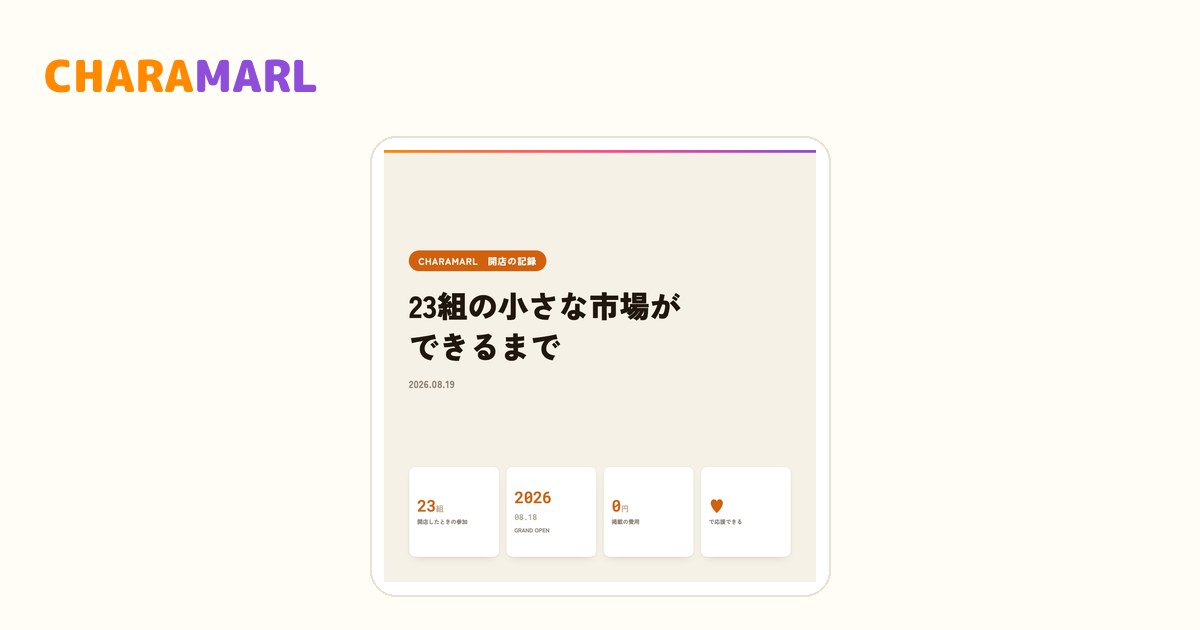 CHARAMARL
CHARAMARL 開店の記録
23組の小さな市場が
できるまで
2026.08.19
23組
開店したときの参加
2026
08.18
GRAND OPEN
0円
掲載の費用
♥
で応援できる